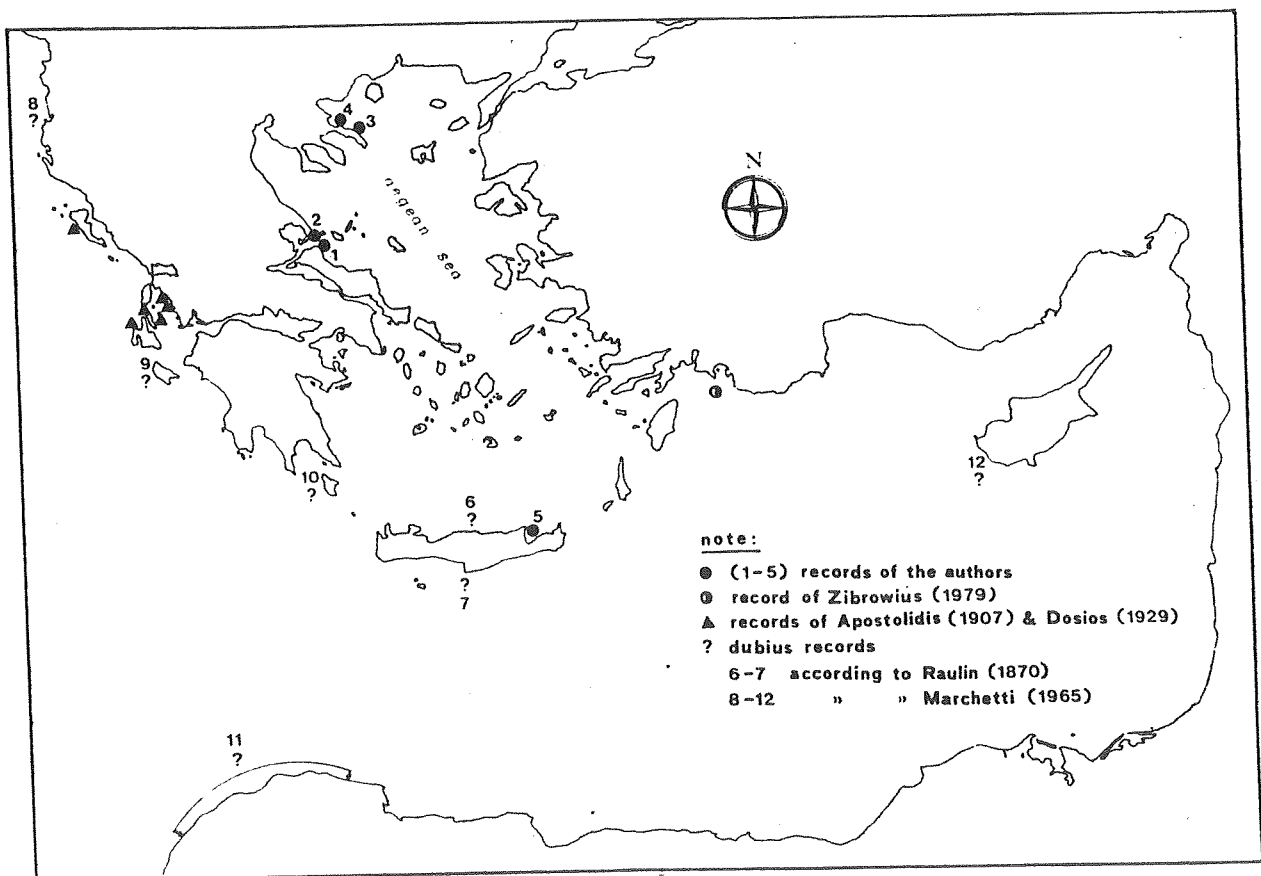 N
8
?
4
3
aegean sea
2
1
9
?
10
?
12
?
6
?
5
?
7
11
?
note:
● (1-5) records of the authors
◐ record of Zibrowius (1979)
▲ records of Apostolidis (1907) & Dosios (1929)
? dubius records
6-7 according to Raulin (1870)
8-12 " " Marchetti (1965)